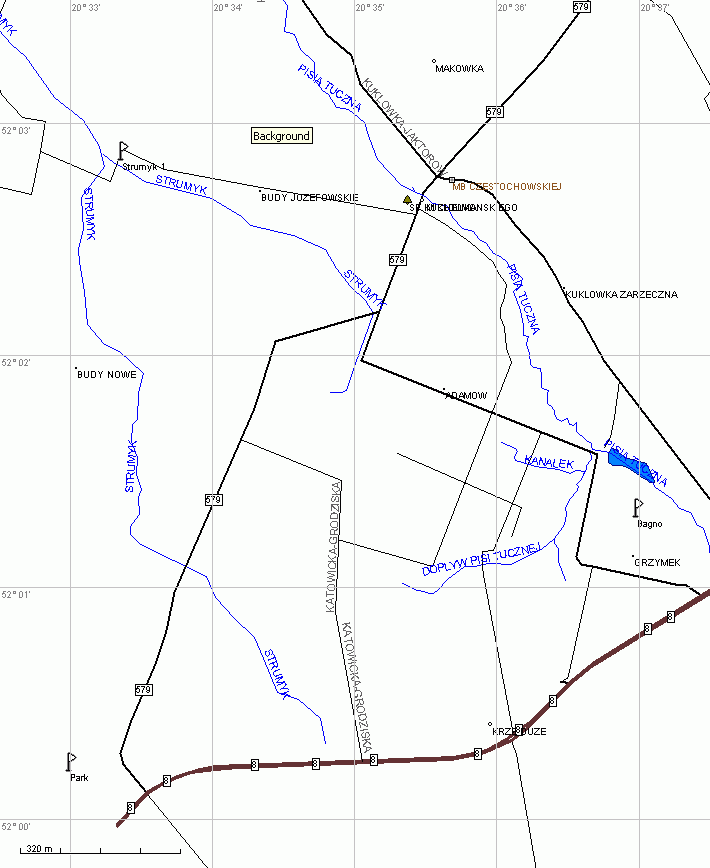 20° 33'
20° 34'
20° 35'
20° 36'
20° 37'
579
MYK
PISIA TUCZNA
MAKOWKA
KUKLOWKA-JAKTOROW
579
52° 03'
Background
Strumyk 1
STRUMYK
STRUMYK
BUDY JOZEFOWSKIE
MB CZESTOCHOWSKIEJ
579
STRUMYK
PISIA TUCZNA
KUKLOWKA ZARZECZNA
52° 02'
BUDY NOWE
ADAMOW
PISIA TUCZNA
STRUMYK
KANALEK
579
KATOWICKA-GRODZISKA
Bagno
DOPLYW PISI TUCZNEJ
GRZYMEK
52° 01'
8
8
KATOWICKA-GRODZISKA
STRUMYK
579
8
8
Park
8
8
8
8
8
8
52° 00'
320 m